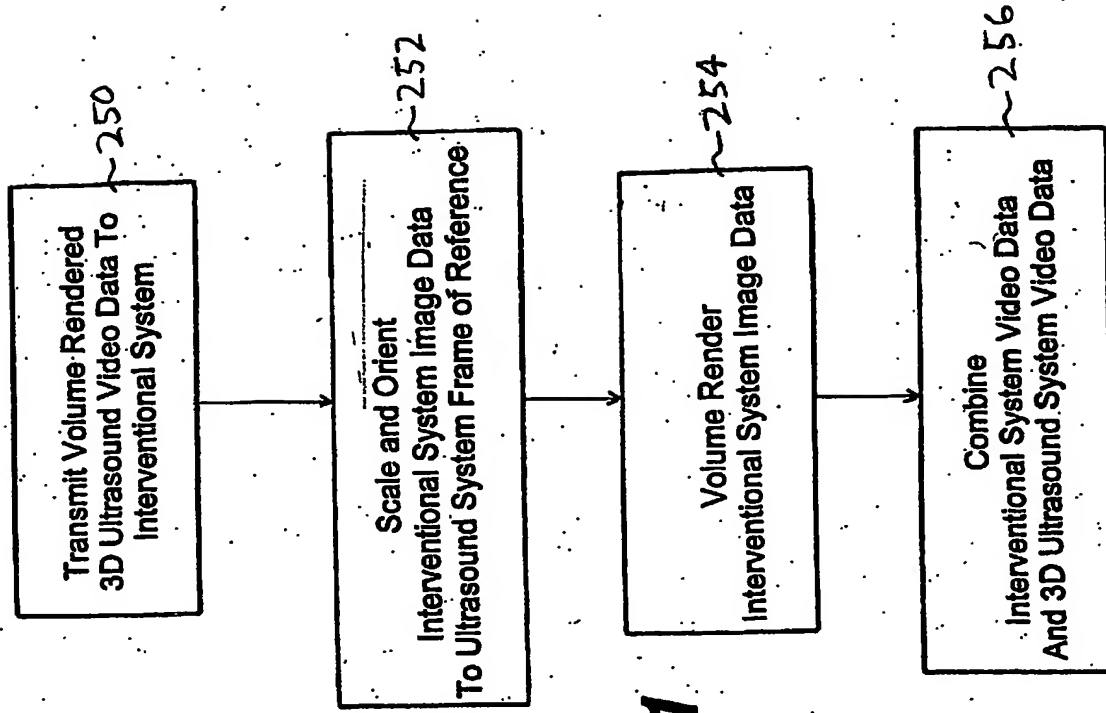 Transmit Volume Rendered
3D Ultrasound Video Data To
Interventional System
250
Scale and Orient
Interventional System Image Data
To Ultrasound System Frame of Reference
252
Volume Render
Interventional System Image Data
254
Combine
Interventional System Video Data
And 3D Ultrasound System Video Data
256